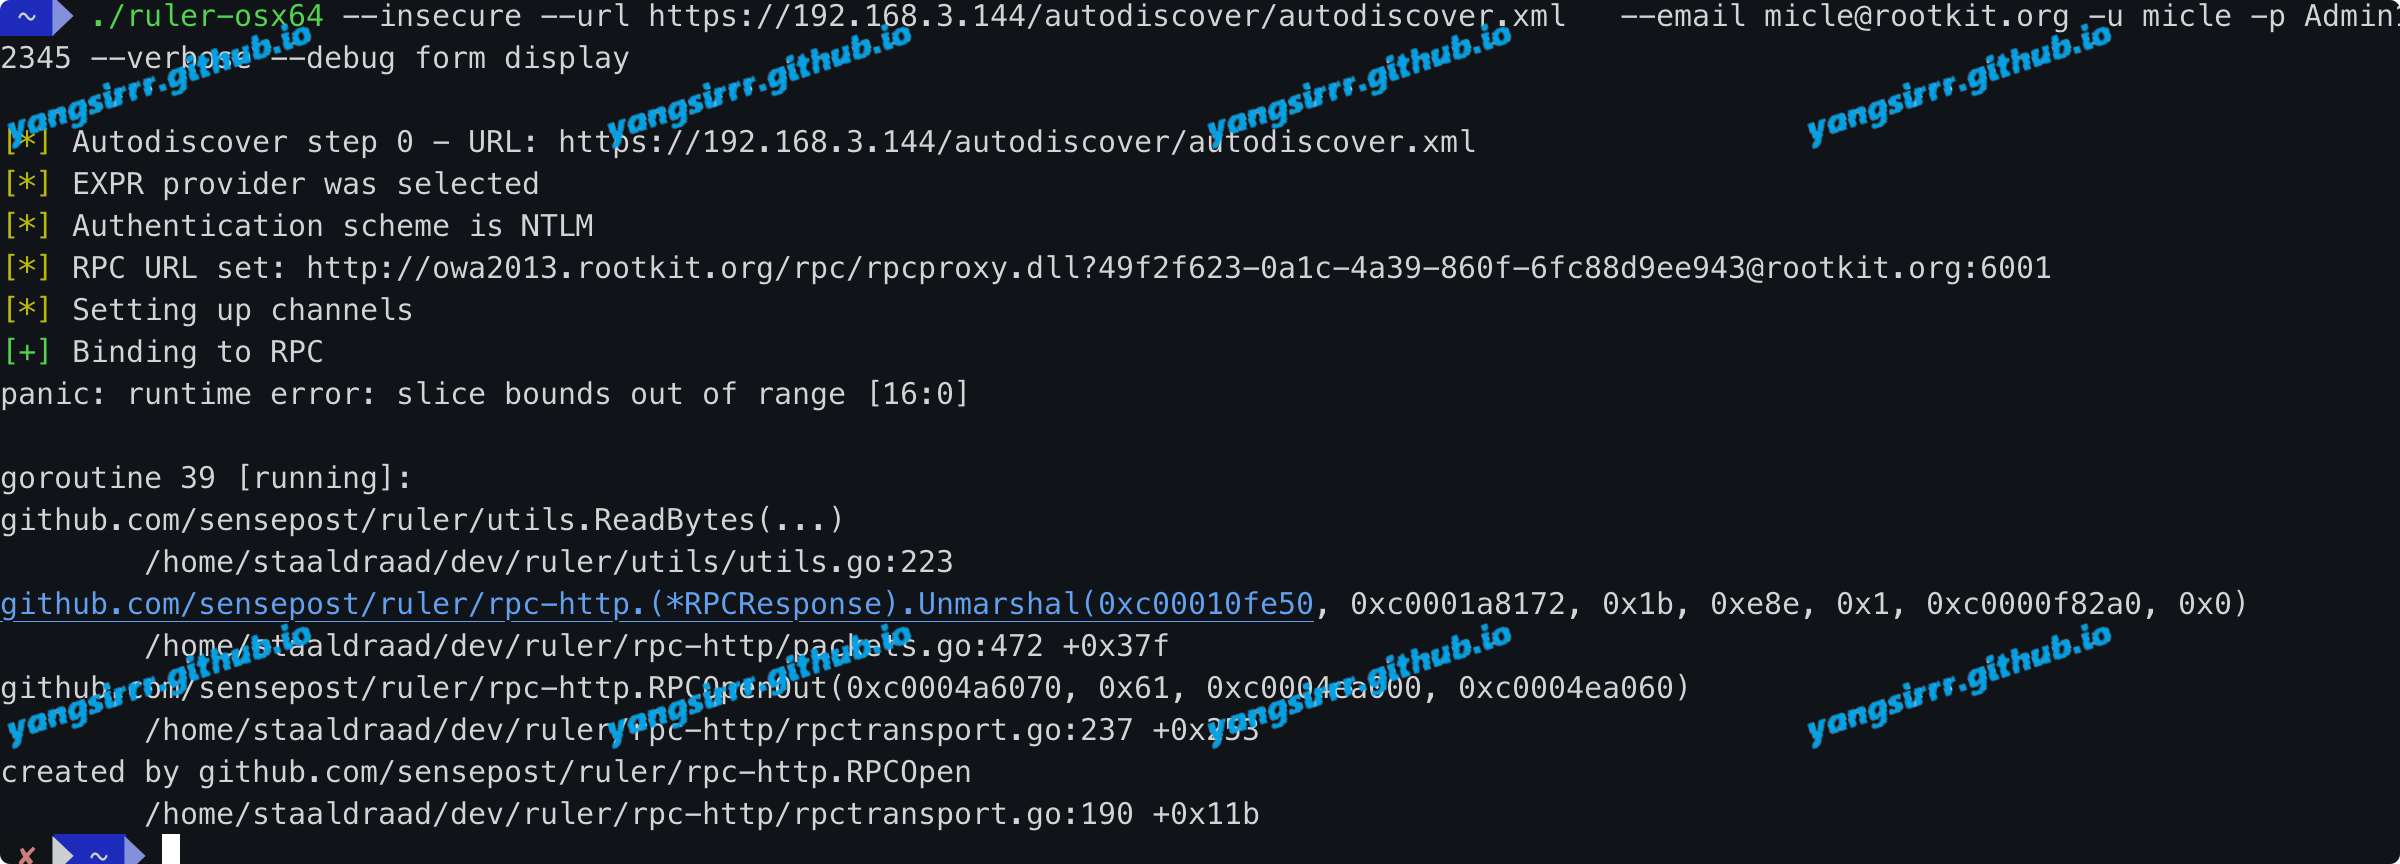 ~ ./ruler-osx64 --insecure --url https://192.168.3.144/autodiscover/autodiscover.xml --email micle@rootkit.org -u micle -p Admin
2345 --verbose --debug form display
yangsirrr.github.io yangsirrr.github.io yangsirrr.github.io yangsirrr.github.io
[*] Autodiscover step 0 - URL: https://192.168.3.144/autodiscover/autodiscover.xml
[*] EXPR provider was selected
[*] Authentication scheme is NTLM
[*] RPC URL set: http://owa2013.rootkit.org/rpc/rpcproxy.dll?49f2f623-0a1c-4a39-860f-6fc88d9ee943@rootkit.org:6001
[*] Setting up channels
[+] Binding to RPC
panic: runtime error: slice bounds out of range [16:0]
goroutine 39 [running]:
github.com/sensepost/ruler/utils.ReadBytes(...)
/home/staaldraad/dev/ruler/utils/utils.go:223
github.com/sensepost/ruler/rpc-http.(*RPCResponse).Unmarshal(0xc00010fe50, 0xc0001a8172, 0x1b, 0xe8e, 0x1, 0xc0000f82a0, 0x0)
/home/staaldraad/dev/ruler/rpc-http/packets.go:472 +0x37f
github.com/sensepost/ruler/rpc-http.RPCOpenOut(0xc0004a6070, 0x61, 0xc0004ea000, 0xc0004ea060)
yangsirrr.github.io yangsirrr.github.io yangsirrr.github.io yangsirrr.github.io
/home/staaldraad/dev/ruler/rpc-http/rpctransport.go:237 +0x253
created by github.com/sensepost/ruler/rpc-http.RPCOpen
/home/staaldraad/dev/ruler/rpc-http/rpctransport.go:190 +0x11b
✘ ~